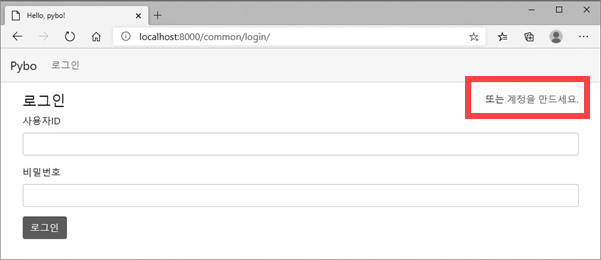 Hello, pybo!
localhost:8000/common/login/
Pybo 로그인
로그인
또는 계정을 만드세요.
사용자ID
비밀번호
로그인